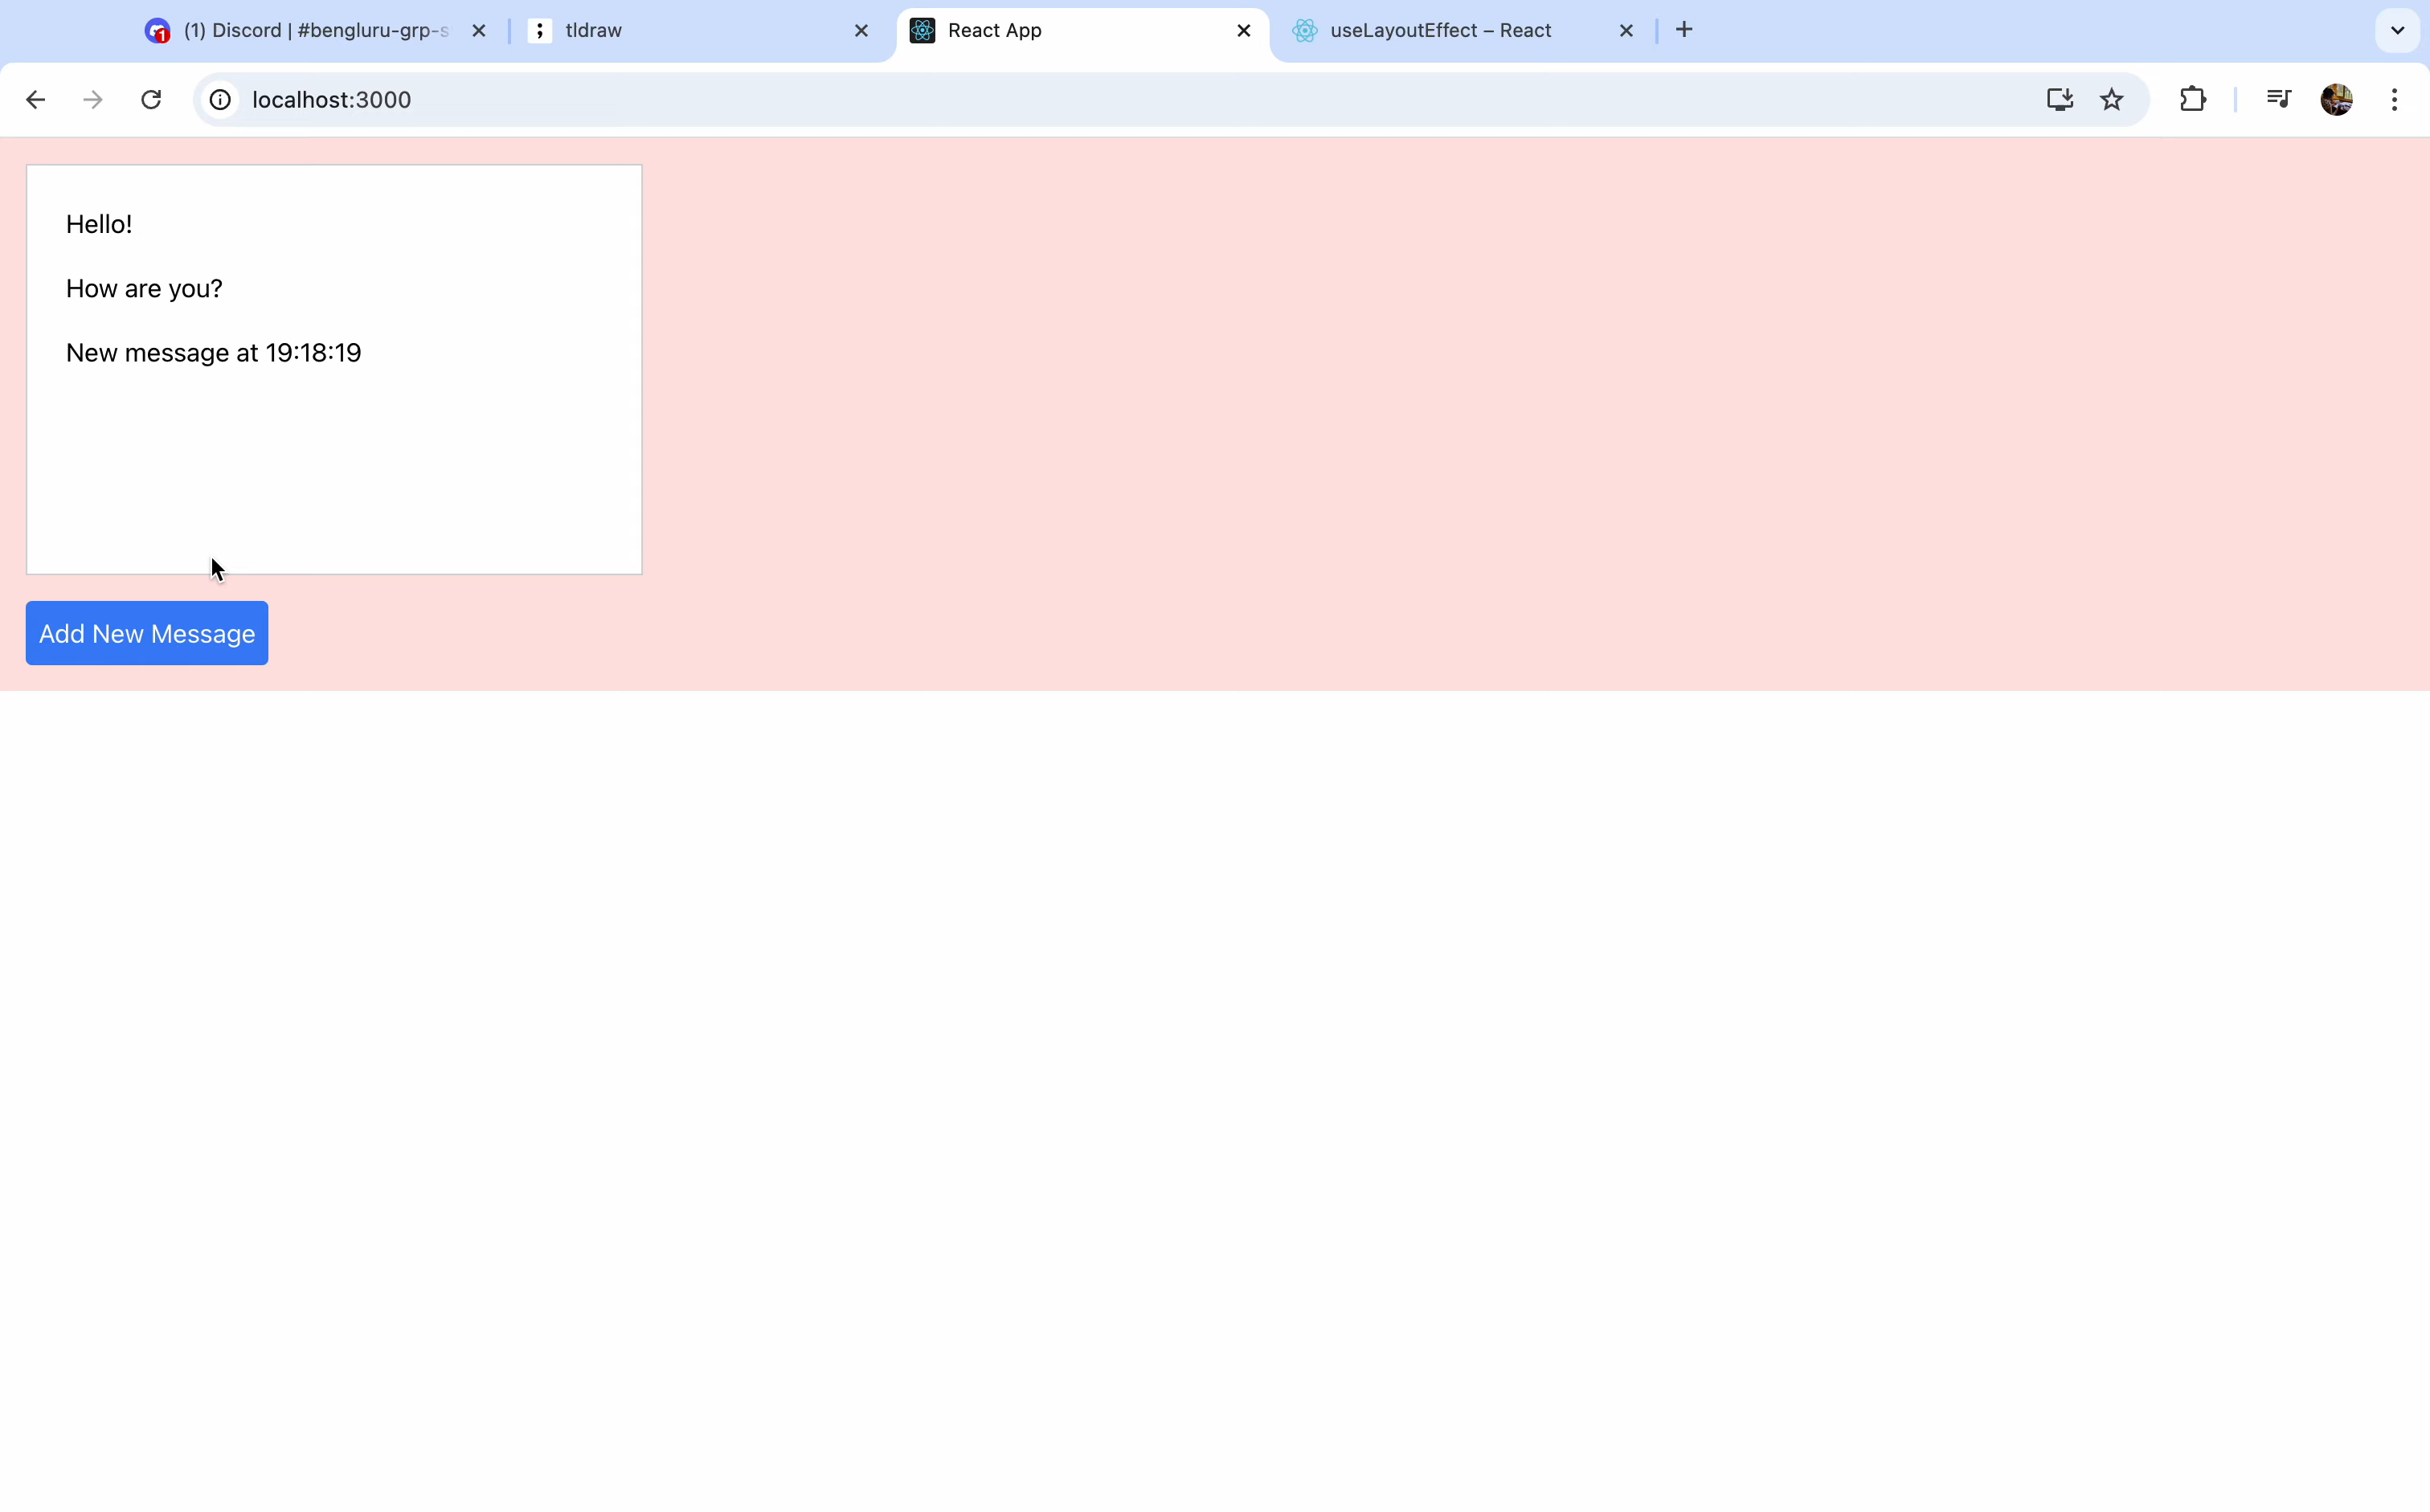 (1) Discord | #bengluru-grp-s
tldraw
React App
useLayoutEffect – React
localhost:3000
Hello!
How are you?
New message at 19:18:19
Add New Message